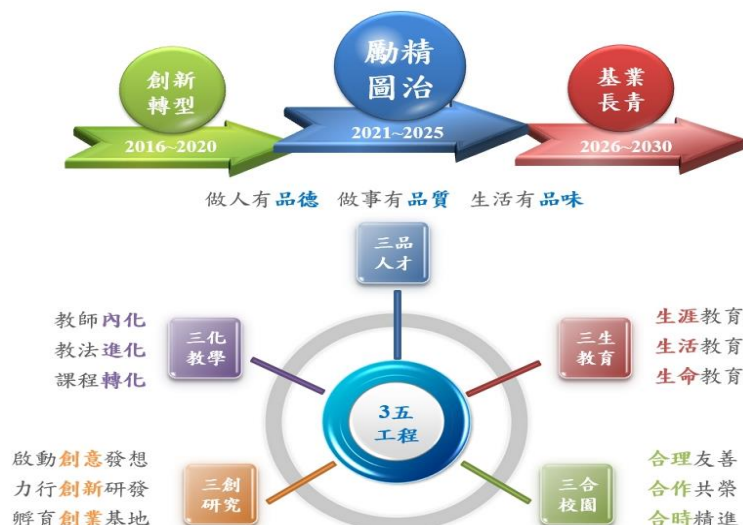 創新
轉型
2016~2020
勵精
圖治
2021~2025
基業
長青
2026~2030
做人有品德 做事有品質 生活有品味
三品
人才
教師內化
教法進化
課程轉化
三化
教學
三生
教育
生涯教育
生活教育
生命教育
3五
工程
啟動創意發想
力行創新研發
孵育創業基地
三創
研究
三合
校園
合理友善
合作共榮
合時精進